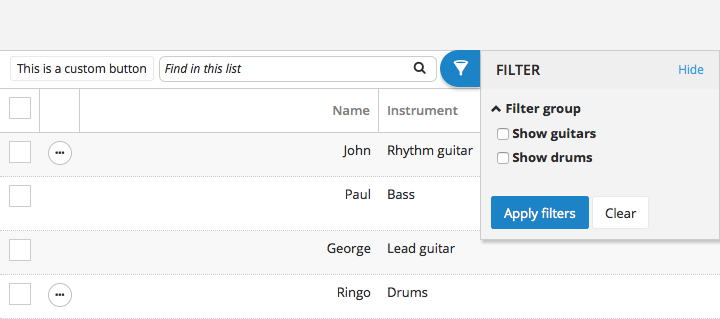 This is a custom button Find in this list
FILTER Hide
Filter group
Show guitars
Show drums
Apply filters Clear
Name Instrument
John Rhythm guitar
Paul Bass
George Lead guitar
Ringo Drums